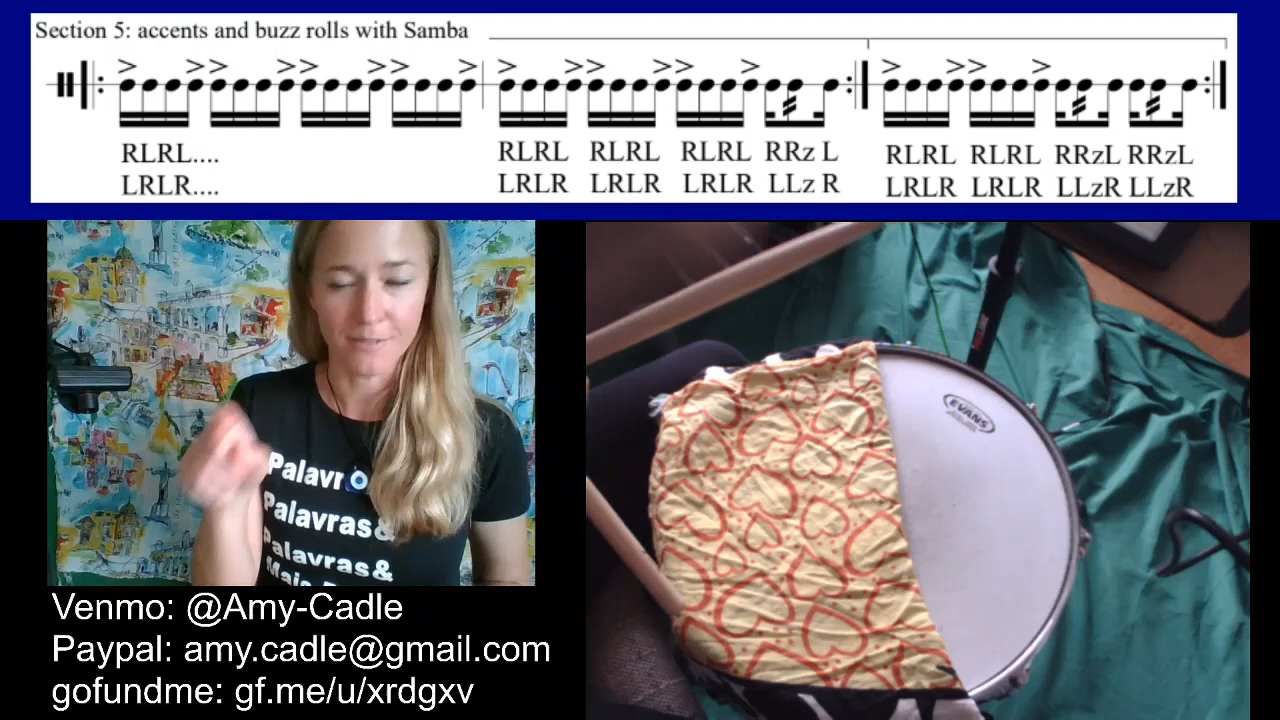 Section 5: accents and buzz rolls with Samba
RLRL.... RLRL RLRL RLRL RRz L RLRL RLRL RRzL RRzL
LRLR.... LRLR LRLR LRLR LLz R LRLR LRLR LLzR LLzR
Palavr
Palavras&
Palavras&
Mais
EVANS
Venmo: @Amy-Cadle
Paypal: amy.cadle@gmail.com
gofundme: gf.me/u/xrdgxv